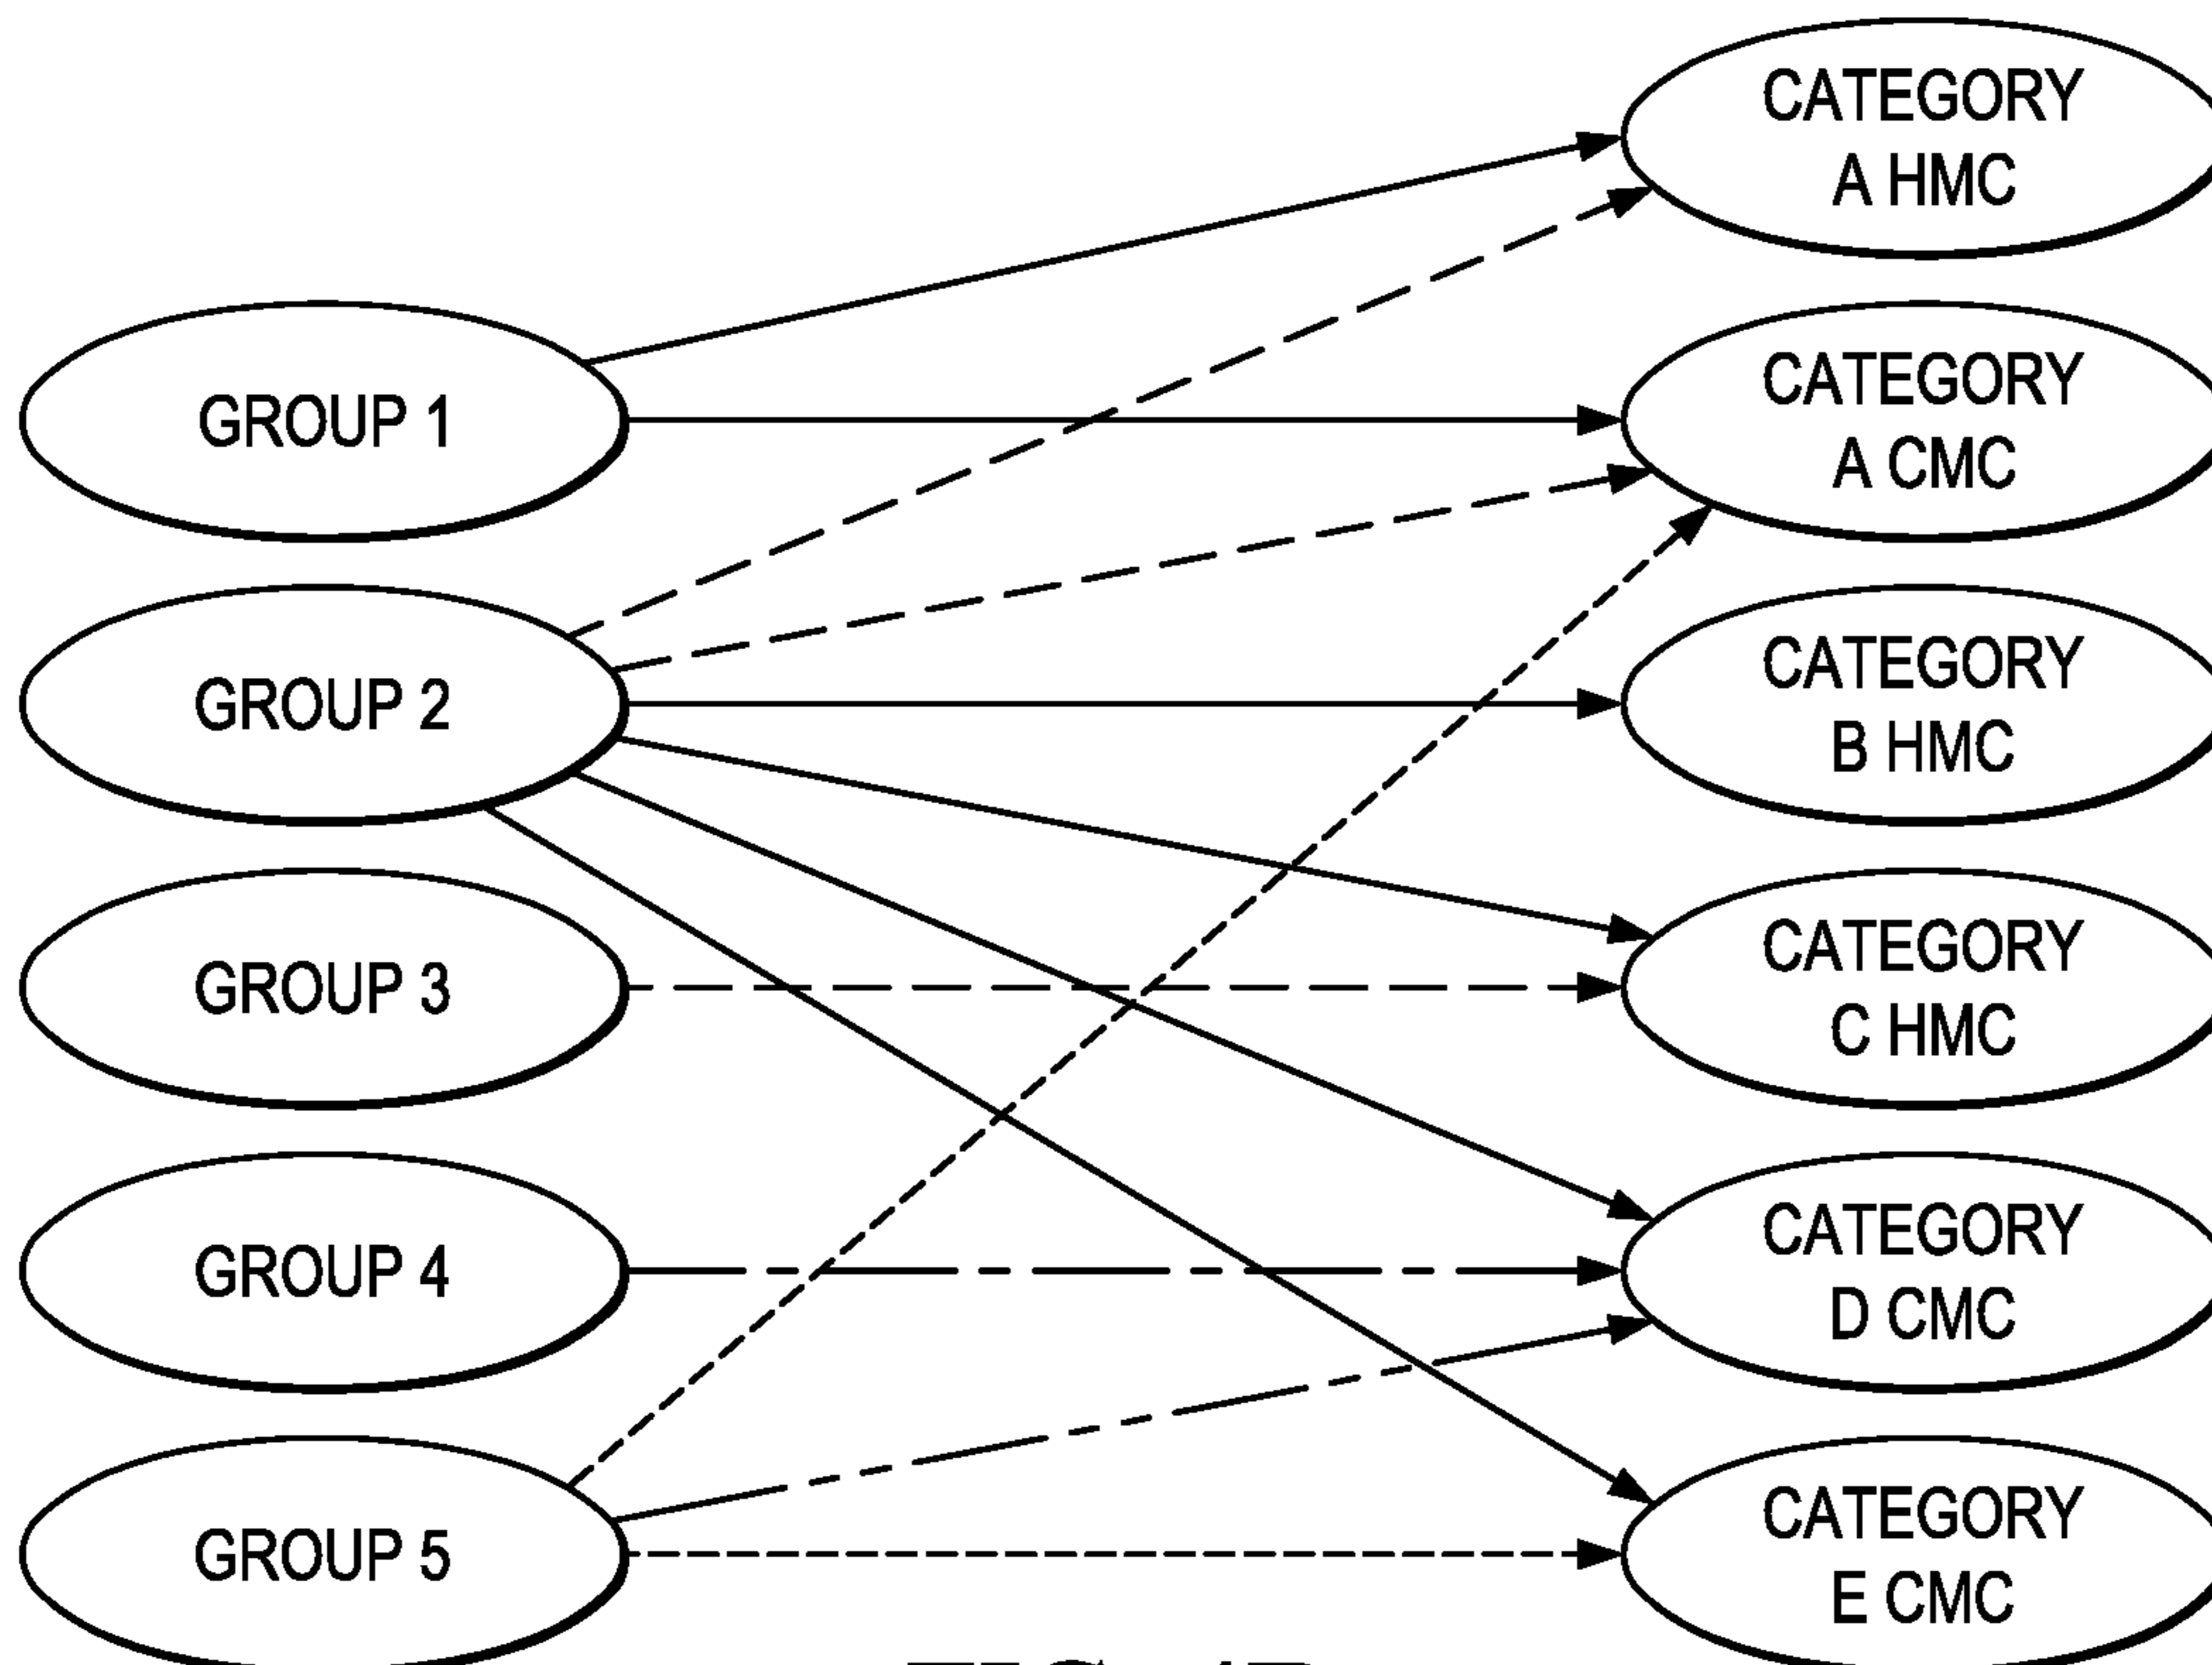 CATEGORY
A HMC
GROUP 1
CATEGORY
A CMC
GROUP 2
CATEGORY
B HMC
GROUP 3
CATEGORY
C HMC
GROUP 4
CATEGORY
D CMC
GROUP 5
CATEGORY
E CMC